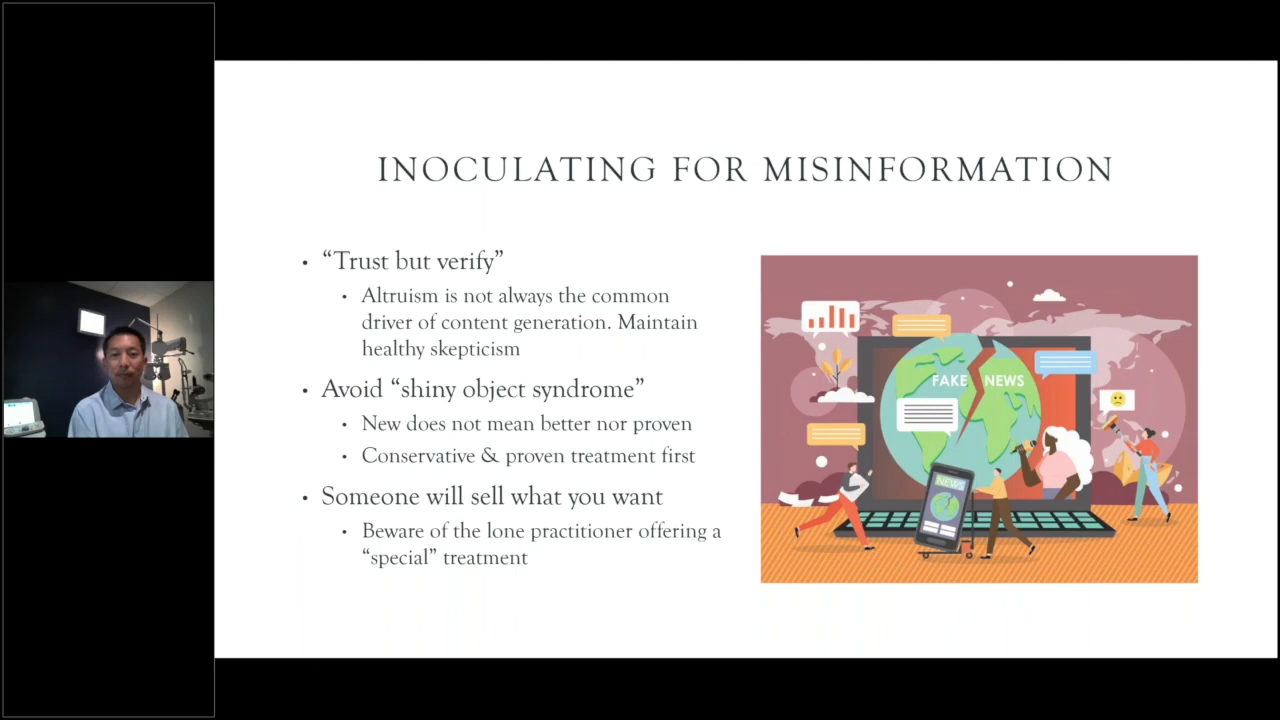 INOCULATING FOR MISINFORMATION
• “Trust but verify”
• Altruism is not always the common
driver of content generation. Maintain
healthy skepticism
• Avoid “shiny object syndrome”
• New does not mean better nor proven
• Conservative & proven treatment first
• Someone will sell what you want
• Beware of the lone practitioner offering a
“special” treatment
FAKE NEWS
NEWS